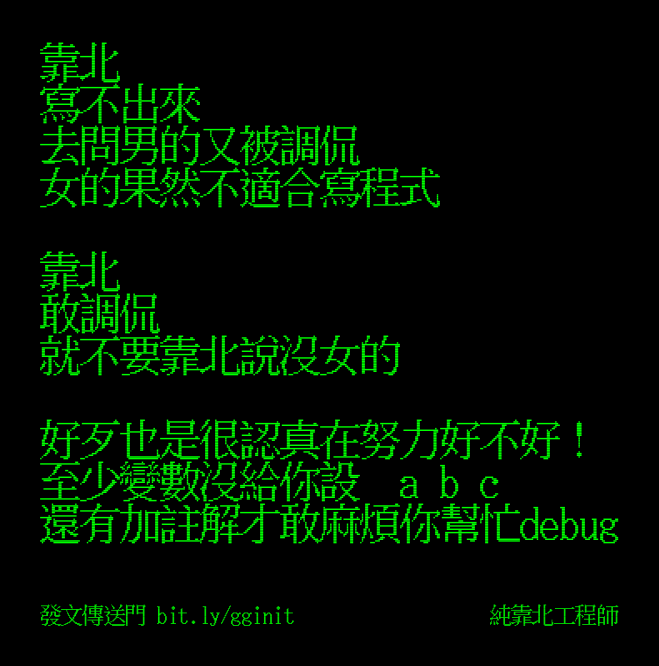 靠北
寫不出來
去問男的又被調侃
女的果然不適合寫程式
靠北
敢調侃
就不要靠北說沒女的
好歹也是很認真在努力好不好！
至少變數沒給你設　a b c
還有加註解才敢麻煩你幫忙debug
發文傳送門 bit.ly/gginit
純靠北工程師